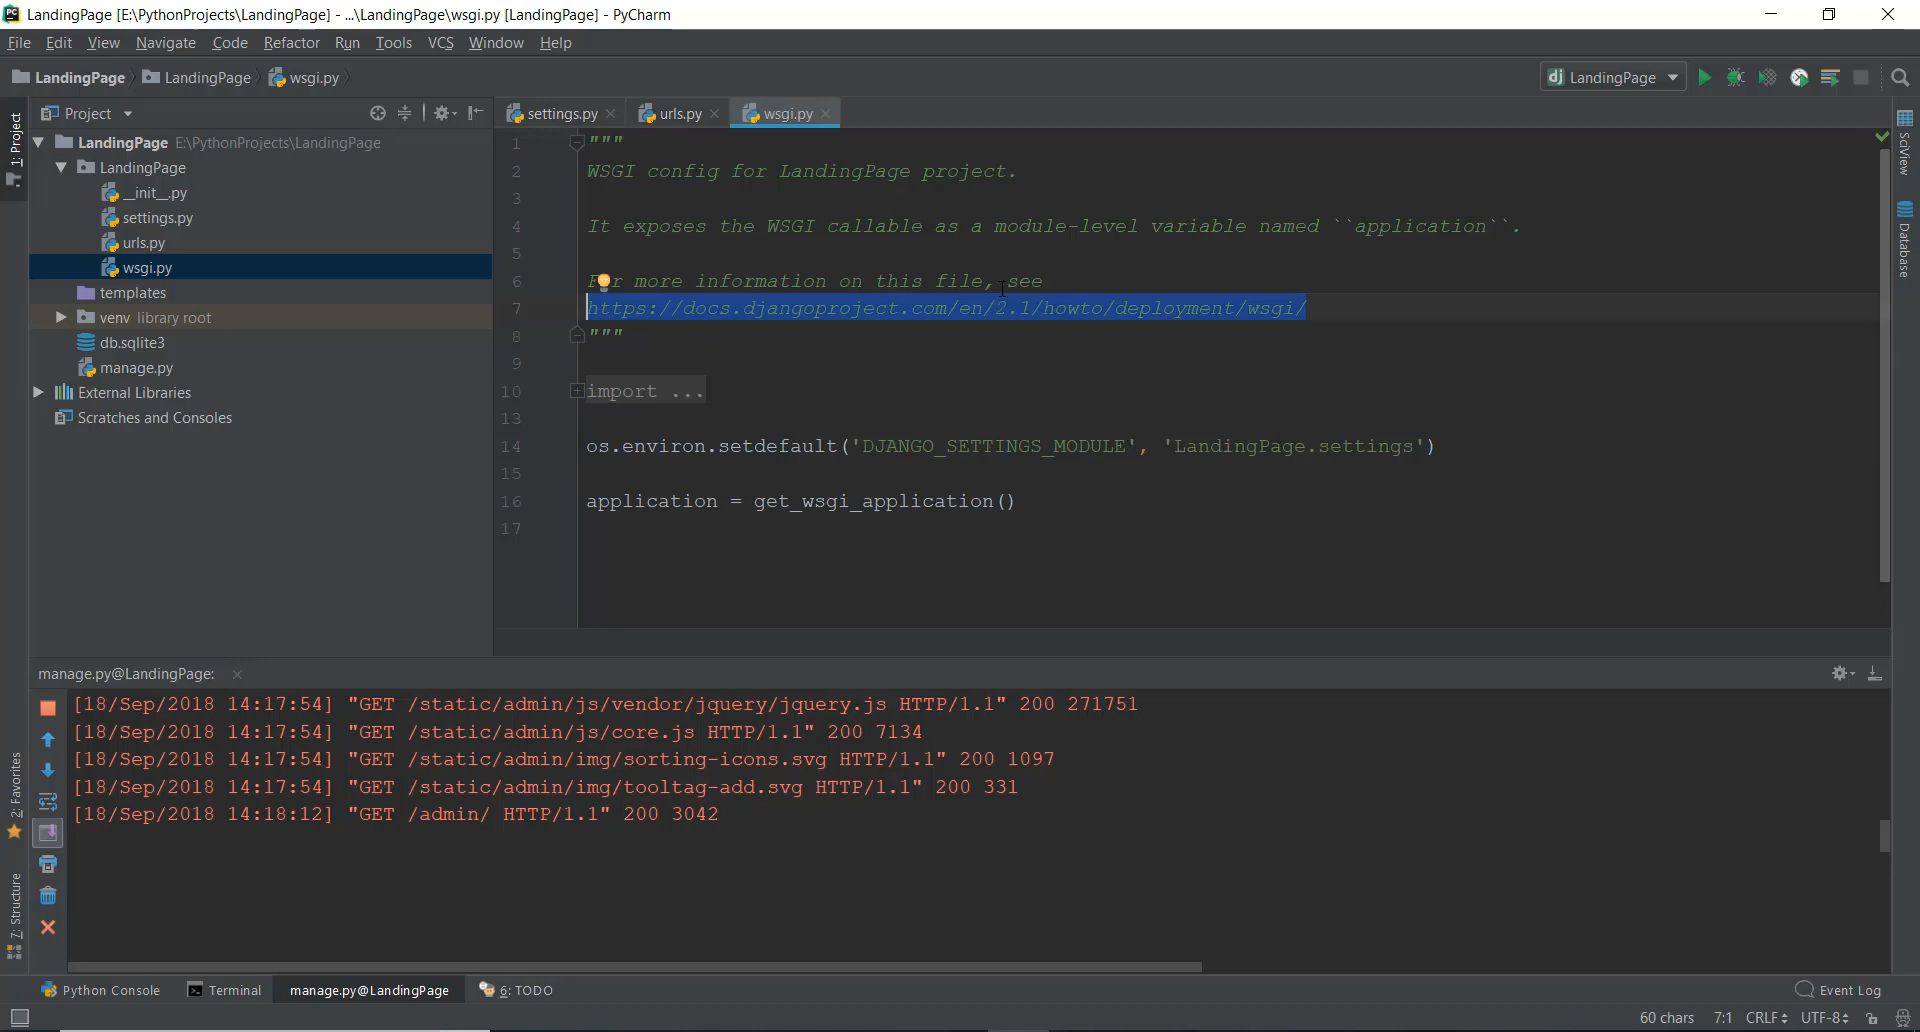 LandingPage [E:\PythonProjects\LandingPage] - ...\LandingPage\wsgi.py [LandingPage] - PyCharm
File Edit View Navigate Code Refactor Run Tools VCS Window Help
LandingPage LandingPage wsgi.py
dj LandingPage
1: Project
Project
LandingPage E:\PythonProjects\LandingPage
LandingPage
__init__.py
settings.py
urls.py
wsgi.py
templates
venv library root
db.sqlite3
manage.py
External Libraries
Scratches and Consoles
settings.py urls.py wsgi.py
1 """
2 WSGI config for LandingPage project.
3
4 It exposes the WSGI callable as a module-level variable named ``application``.
5
6 For more information on this file, see
7 https://docs.djangoproject.com/en/2.1/howto/deployment/wsgi/
8 """
9
10 import ...
13
14 os.environ.setdefault('DJANGO_SETTINGS_MODULE', 'LandingPage.settings')
15
16 application = get_wsgi_application()
17
SciView
Database
manage.py@LandingPage:
[18/Sep/2018 14:17:54] "GET /static/admin/js/vendor/jquery/jquery.js HTTP/1.1" 200 271751
[18/Sep/2018 14:17:54] "GET /static/admin/js/core.js HTTP/1.1" 200 7134
[18/Sep/2018 14:17:54] "GET /static/admin/img/sorting-icons.svg HTTP/1.1" 200 1097
[18/Sep/2018 14:17:54] "GET /static/admin/img/tooltag-add.svg HTTP/1.1" 200 331
[18/Sep/2018 14:18:12] "GET /admin/ HTTP/1.1" 200 3042
2: Favorites
7: Structure
Python Console Terminal manage.py@LandingPage 6: TODO Event Log
60 chars 7:1 CRLF UTF-8